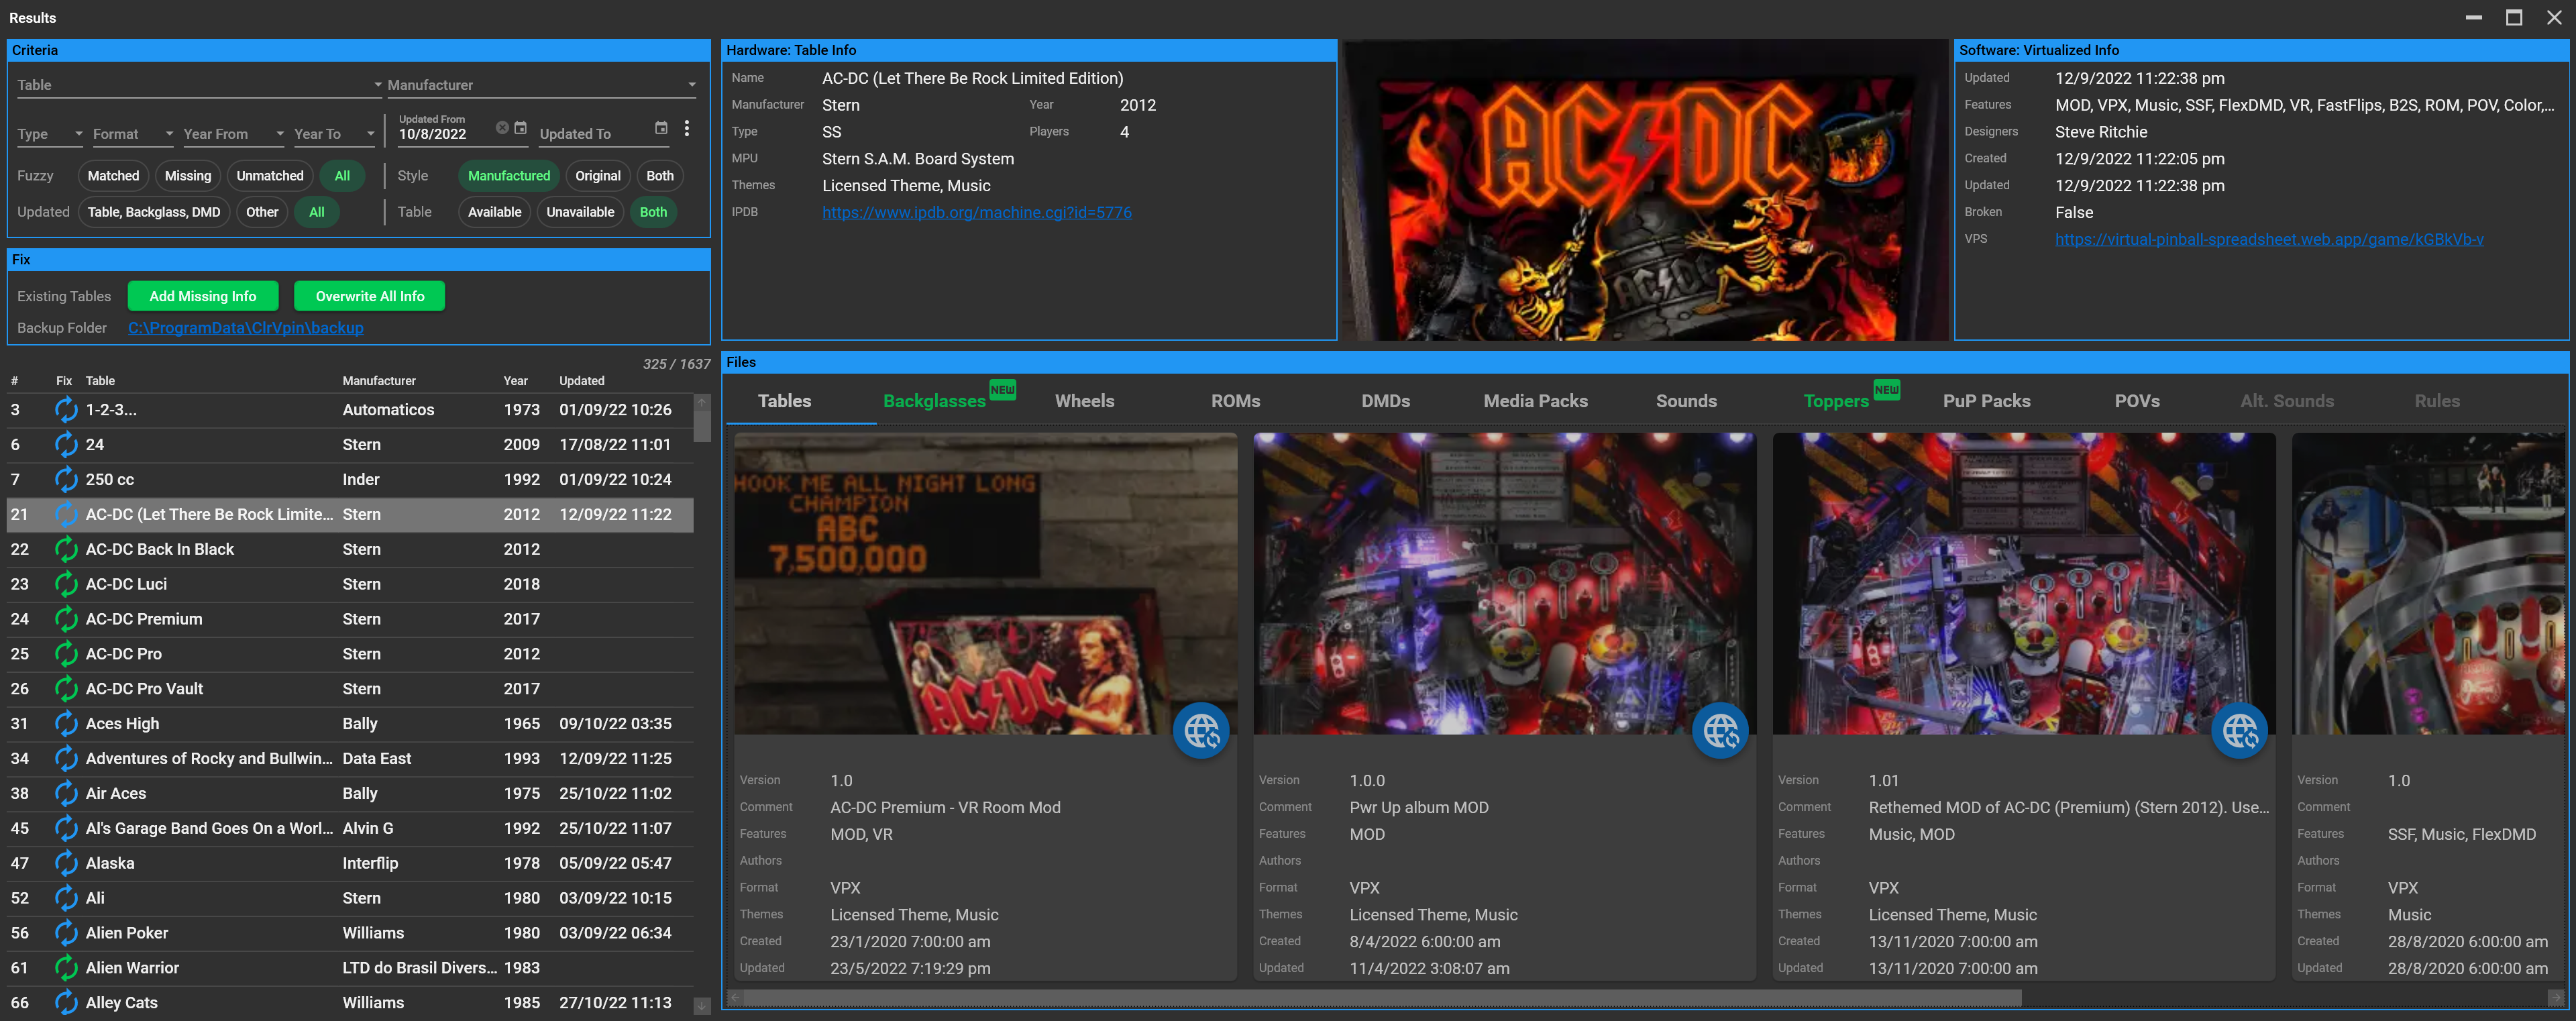 Results
Criteria
Table
Manufacturer
Type
Format
Year From
Year To
Updated From
10/8/2022
Updated To
Fuzzy
Matched
Missing
Unmatched
All
Style
Manufactured
Original
Both
Updated
Table, Backglass, DMD
Other
All
Table
Available
Unavailable
Both
Fix
Existing Tables
Add Missing Info
Overwrite All Info
Backup Folder
C:\ProgramData\ClrVpin\backup
325 / 1637
# Fix Table Manufacturer Year Updated
3 1-2-3... Automaticos 1973 01/09/22 10:26
6 24 Stern 2009 17/08/22 11:01
7 250 cc Inder 1992 01/09/22 10:24
21 AC-DC (Let There Be Rock Limite... Stern 2012 12/09/22 11:22
22 AC-DC Back In Black Stern 2012
23 AC-DC Luci Stern 2018
24 AC-DC Premium Stern 2017
25 AC-DC Pro Stern 2012
26 AC-DC Pro Vault Stern 2017
31 Aces High Bally 1965 09/10/22 03:35
34 Adventures of Rocky and Bullwin... Data East 1993 12/09/22 11:25
38 Air Aces Bally 1975 25/10/22 11:02
45 Al's Garage Band Goes On a Worl... Alvin G 1992 25/10/22 11:07
47 Alaska Interflip 1978 05/09/22 05:47
52 Ali Stern 1980 03/09/22 10:15
56 Alien Poker Williams 1980 03/09/22 06:34
61 Alien Warrior LTD do Brasil Divers... 1983
66 Alley Cats Williams 1985 27/10/22 11:13
Hardware: Table Info
Name AC-DC (Let There Be Rock Limited Edition)
Manufacturer Stern Year 2012
Type SS Players 4
MPU Stern S.A.M. Board System
Themes Licensed Theme, Music
IPDB https://www.ipdb.org/machine.cgi?id=5776
AC DC
AC DC
Software: Virtualized Info
Updated 12/9/2022 11:22:38 pm
Features MOD, VPX, Music, SSF, FlexDMD, VR, FastFlips, B2S, ROM, POV, Color,...
Designers Steve Ritchie
Created 12/9/2022 11:22:05 pm
Updated 12/9/2022 11:22:38 pm
Broken False
VPS https://virtual-pinball-spreadsheet.web.app/game/kGBkVb-v
Files
Tables Backglasses NEW Wheels ROMs DMDs Media Packs Sounds Toppers NEW PuP Packs POVs Alt. Sounds Rules
HOOK ME ALL NIGHT LONG
CHAMPION
ABC
7,500,000
AC DC
Version 1.0
Comment AC-DC Premium - VR Room Mod
Features MOD, VR
Authors
Format VPX
Themes Licensed Theme, Music
Created 23/1/2020 7:00:00 am
Updated 23/5/2022 7:19:29 pm
Version 1.0.0
Comment Pwr Up album MOD
Features MOD
Authors
Format VPX
Themes Licensed Theme, Music
Created 8/4/2022 6:00:00 am
Updated 11/4/2022 3:08:07 am
Version 1.01
Comment Rethemed MOD of AC-DC (Premium) (Stern 2012). Use...
Features Music, MOD
Authors
Format VPX
Themes Licensed Theme, Music
Created 13/11/2020 7:00:00 am
Updated 13/11/2020 7:00:00 am
Version 1.0
Comment
Features SSF, Music, FlexDMD
Authors
Format VPX
Themes Music
Created 28/8/2020 6:00:00 am
Updated 28/8/2020 6:00:00 am